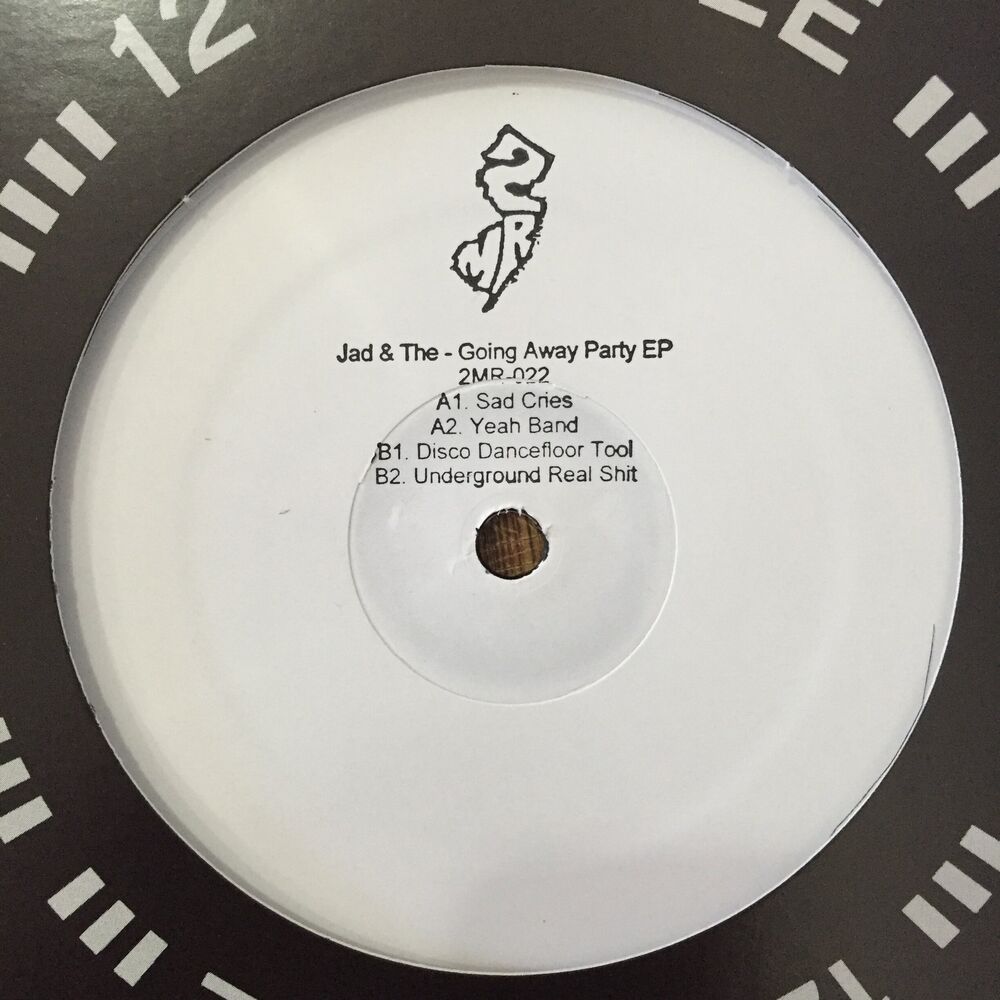 12
2
MR
Jad & The - Going Away Party EP
2MR-022
A1. Sad Cries
A2. Yeah Band
B1. Disco Dancefloor Tool
B2. Underground Real Shit